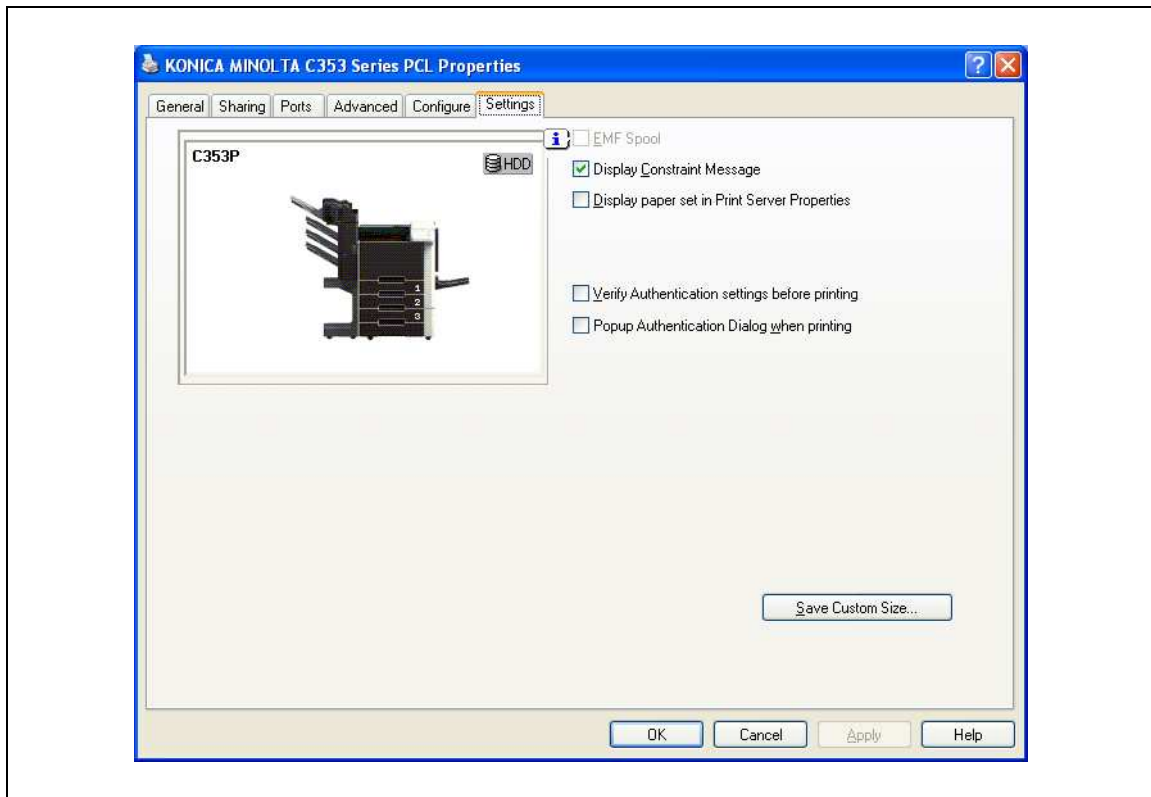 KONICA MINOLTA C353 Series PCL Properties
General Sharing Ports Advanced Configure Settings
C353P
HDD
1
2
3
EMF Spool
Display Constraint Message
Display paper set in Print Server Properties
Verify Authentication settings before printing
Popup Authentication Dialog when printing
Save Custom Size...
OK Cancel Apply Help